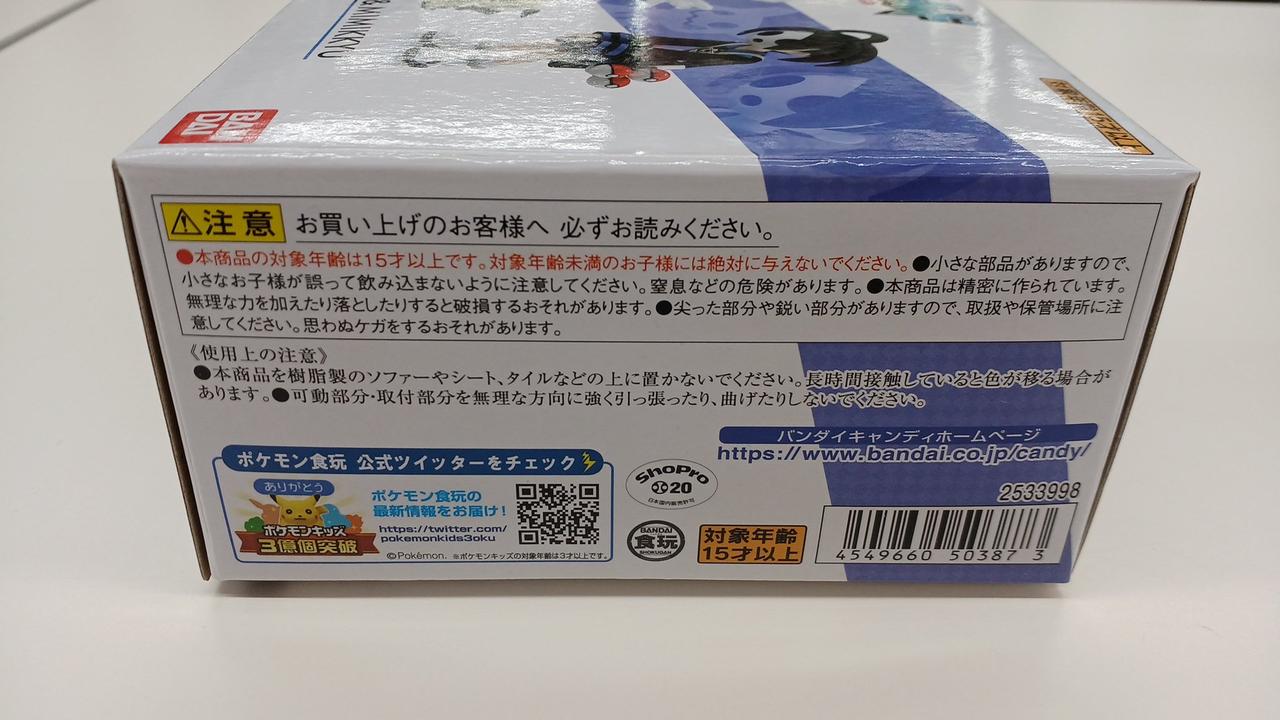 & MIMIKKYU
BAN
DAI
注意 お買い上げのお客様へ 必ずお読みください。
●本商品の対象年齢は15才以上です。対象年齢未満のお子様には絶対に与えないでください。●小さな部品がありますので、
小さなお子様が誤って飲み込まないように注意してください。窒息などの危険があります。●本商品は精密に作られています。
無理な力を加えたり落としたりすると破損するおそれがあります。●尖った部分や鋭い部分がありますので、取扱や保管場所に注
意してください。思わぬケガをするおそれがあります。
《使用上の注意》
●本商品を樹脂製のソファーやシート、タイルなどの上に置かないでください。長時間接触していると色が移る場合が
あります。●可動部分・取付部分を無理な方向に強く引っ張ったり、曲げたりしないでください。
バンダイキャンディホームページ
https://www.bandai.co.jp/candy/
ポケモン食玩 公式ツイッターをチェック
ありがとう
ポケモンキッズ
3億個突破
ポケモン食玩の
最新情報をお届け!
https://twitter.com/
pokemonkids3oku
©Pokémon. ※ポケモンキッズの対象年齢は3才以上です。
ShoPro
20
日本国内販売許可
BANDAI
食玩
SHOKUGAN
対象年齢
15才以上
2533998
4549660 50387 3